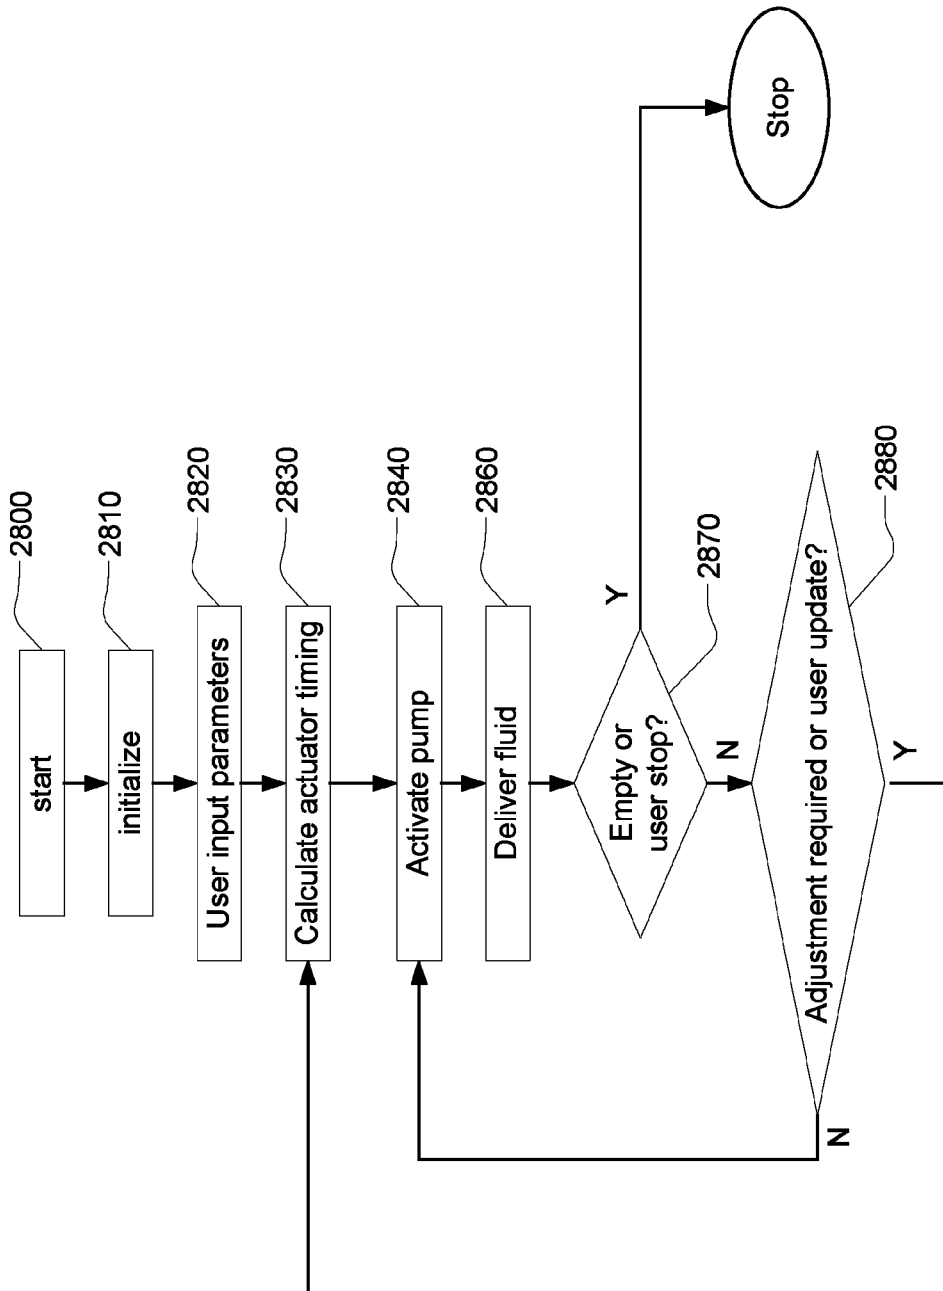 start
2800
initialize
2810
User input parameters
2820
Calculate actuator timing
2830
Activate pump
2840
Deliver fluid
2860
Empty or
user stop?
2870
Y
Stop
N
Adjustment required or user update?
2880
N
Y